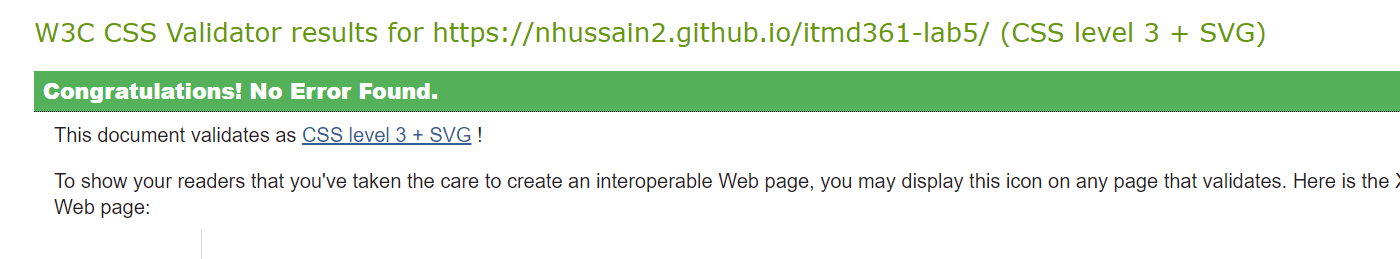 W3C CSS Validator results for https://nhussain2.github.io/itmd361-lab5/ (CSS level 3 + SVG)
Congratulations! No Error Found.
This document validates as CSS level 3 + SVG !
To show your readers that you've taken the care to create an interoperable Web page, you may display this icon on any page that validates. Here is the
Web page: